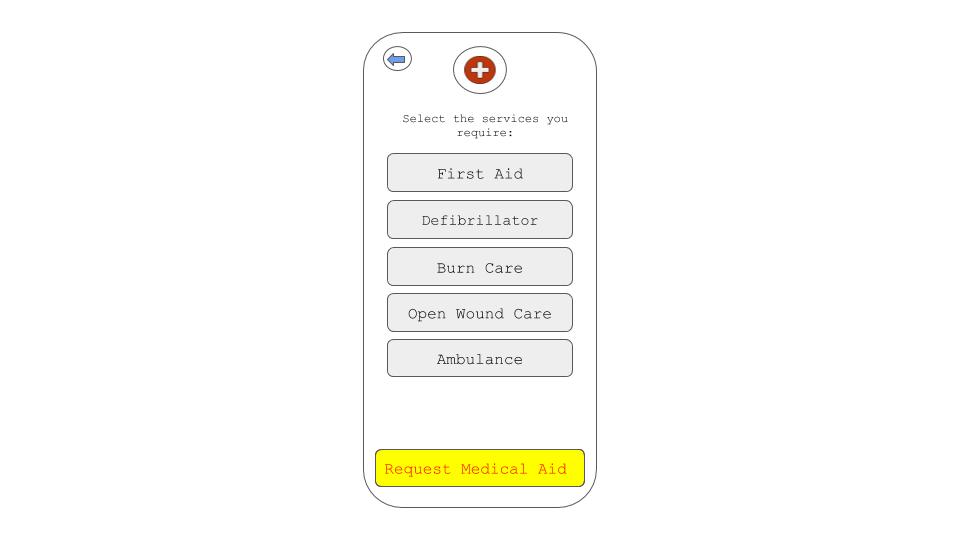 Select the services you
require:
First Aid
Defibrillator
Burn Care
Open Wound Care
Ambulance
Request Medical Aid